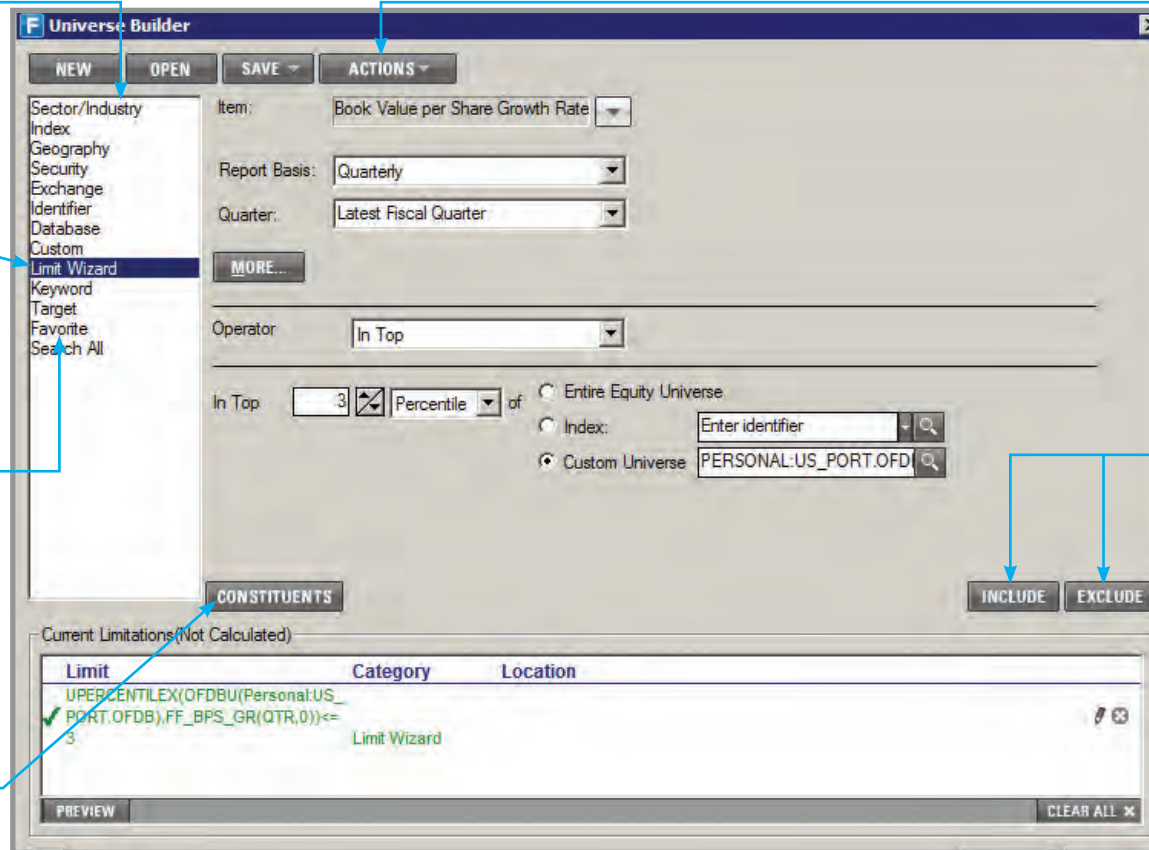 F Universe Builder
NEW OPEN SAVE ACTIONS
Sector/Industry
Index
Geography
Security
Exchange
Identifier
Database
Custom
Limit Wizard
Keyword
Target
Favorite
Search All
Item: Book Value per Share Growth Rate
Report Basis: Quarterly
Quarter: Latest Fiscal Quarter
MORE...
Operator In Top
In Top 3 Percentile of
Entire Equity Universe
Index: Enter identifier
Custom Universe PERSONAL:US_PORT.OFDI
CONSTITUENTS INCLUDE EXCLUDE
Current Limitations(Not Calculated)
Limit Category Location
UPERCENTILEX(OFDBU(Personal:US_
PORT.OFDB),FF_BPS_GR(QTR,0))<=
3 Limit Wizard
PREVIEW CLEAR ALL ×